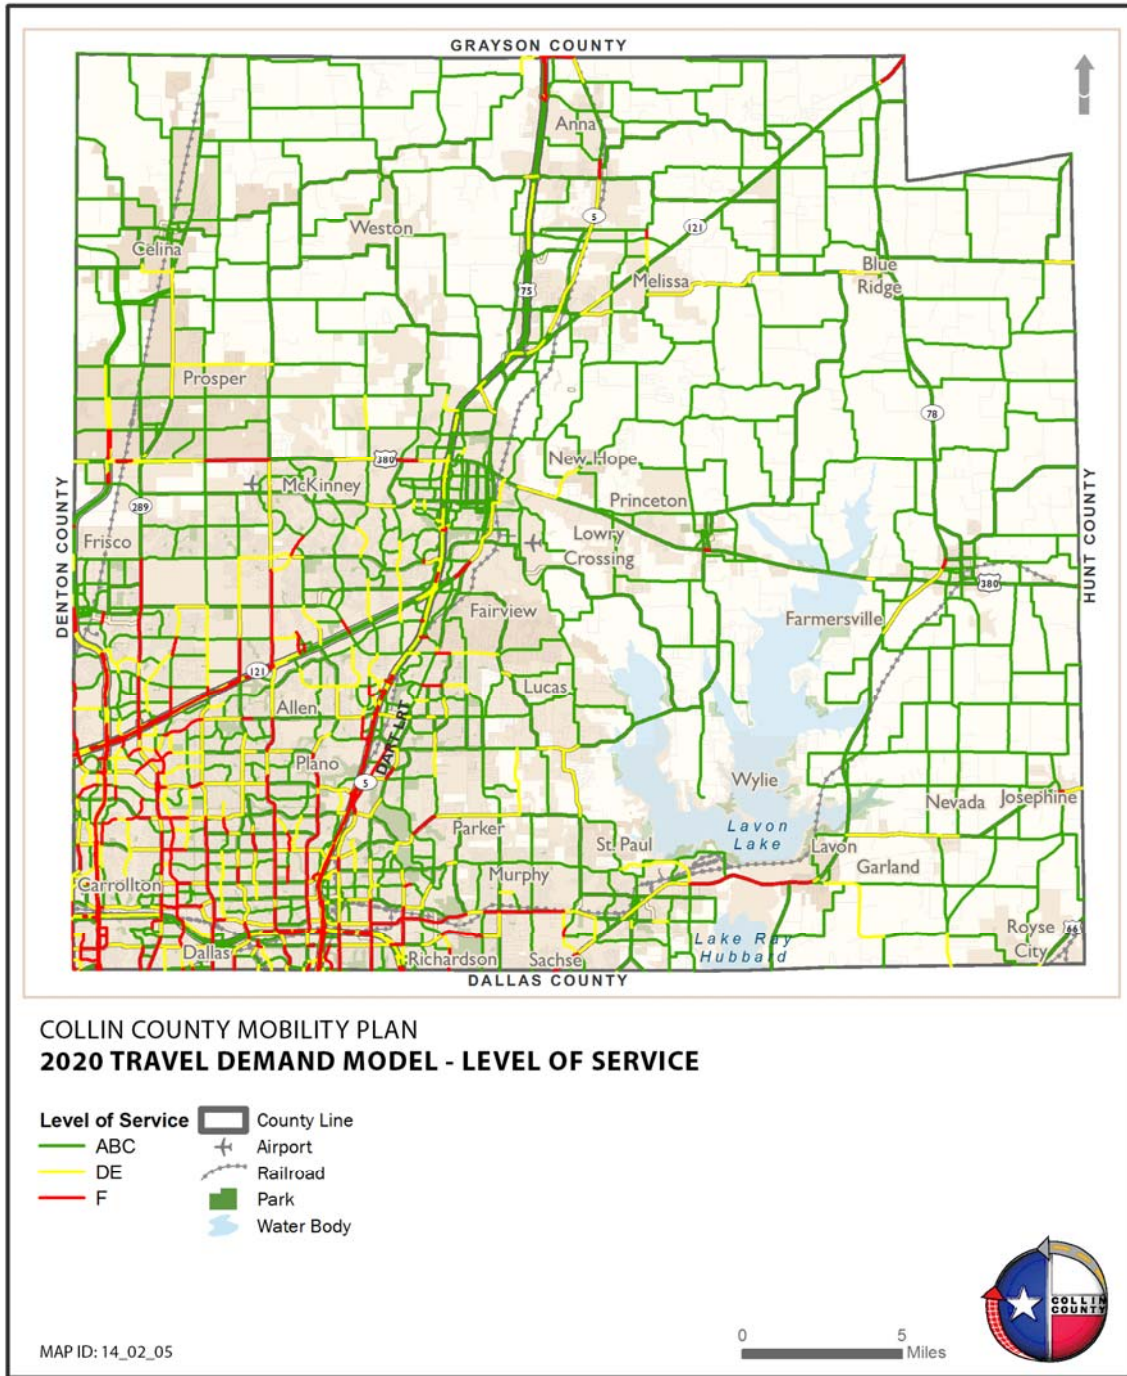 GRAYSON COUNTY
Anna
5
121
Weston
Celina
75
Melissa
Blue
Ridge
Prosper
78
380
New Hope
McKinney
Princeton
289
DENTON COUNTY
HUNT COUNTY
Frisco
Lowry
Crossing
380
Fairview
Farmersville
121
Lucas
Allen
DART LRT
Plano
5
Wylie
Nevada
Josephine
Parker
Lavon
Lake
St. Paul
Lavon
Murphy
Garland
Carrollton
Royse
City
66
Lake Ray
Hubbard
Dallas
Richardson
Sachse
DALLAS COUNTY
COLLIN COUNTY MOBILITY PLAN
2020 TRAVEL DEMAND MODEL - LEVEL OF SERVICE
Level of Service
County Line
ABC
Airport
DE
Railroad
F
Park
Water Body
COLLIN
COUNTY
0 5
Miles
MAP ID: 14_02_05